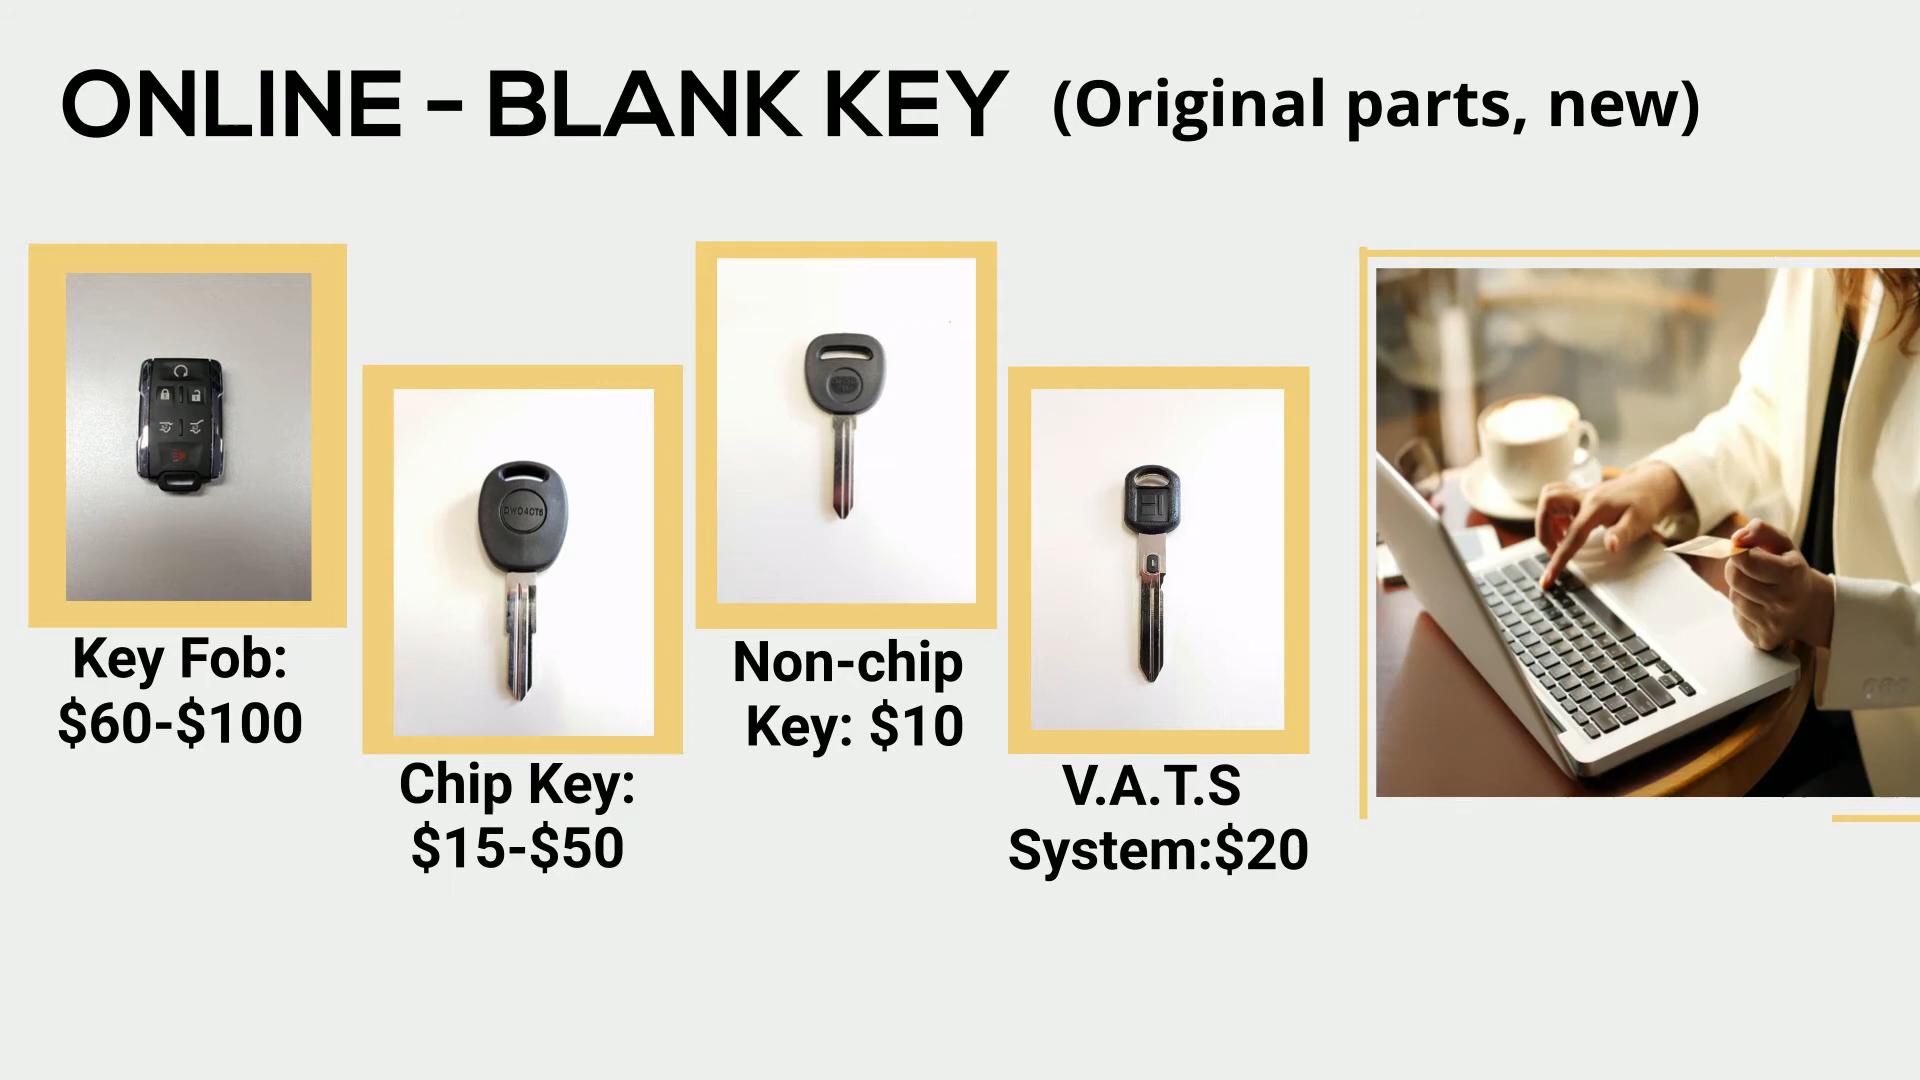 ONLINE - BLANK KEY (Original parts, new)
Key Fob:
$60-$100
DWO4CT5
Chip Key:
$15-$50
Non-chip
Key: $10
V.A.T.S
System:$20